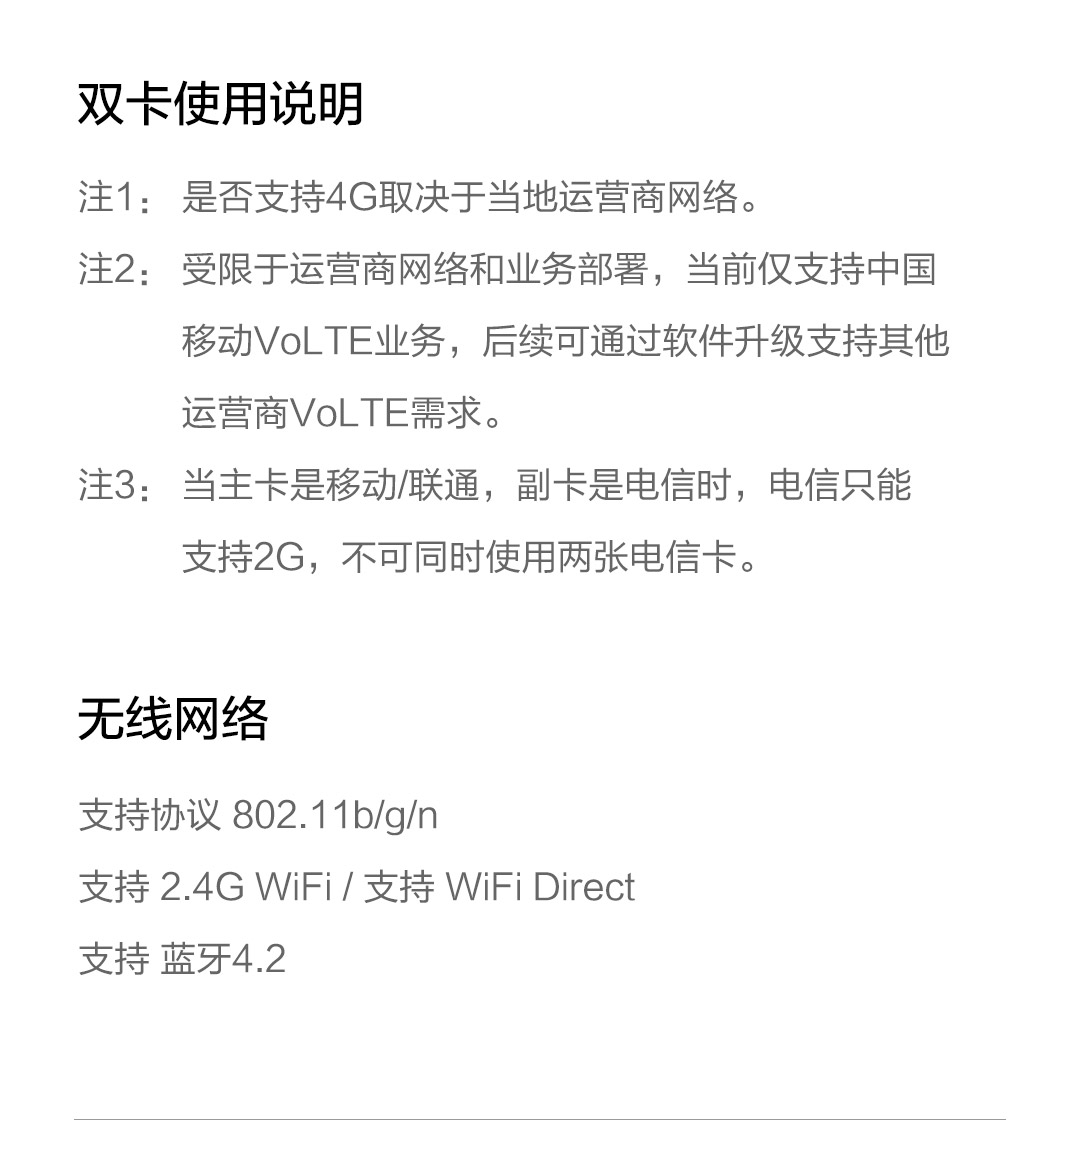 双卡使用说明
注1： 是否支持4G取决于当地运营商网络。
注2： 受限于运营商网络和业务部署，当前仅支持中国
移动VoLTE业务，后续可通过软件升级支持其他
运营商VoLTE需求。
注3： 当主卡是移动/联通，副卡是电信时，电信只能
支持2G，不可同时使用两张电信卡。
无线网络
支持协议 802.11b/g/n
支持 2.4G WiFi / 支持 WiFi Direct
支持 蓝牙4.2